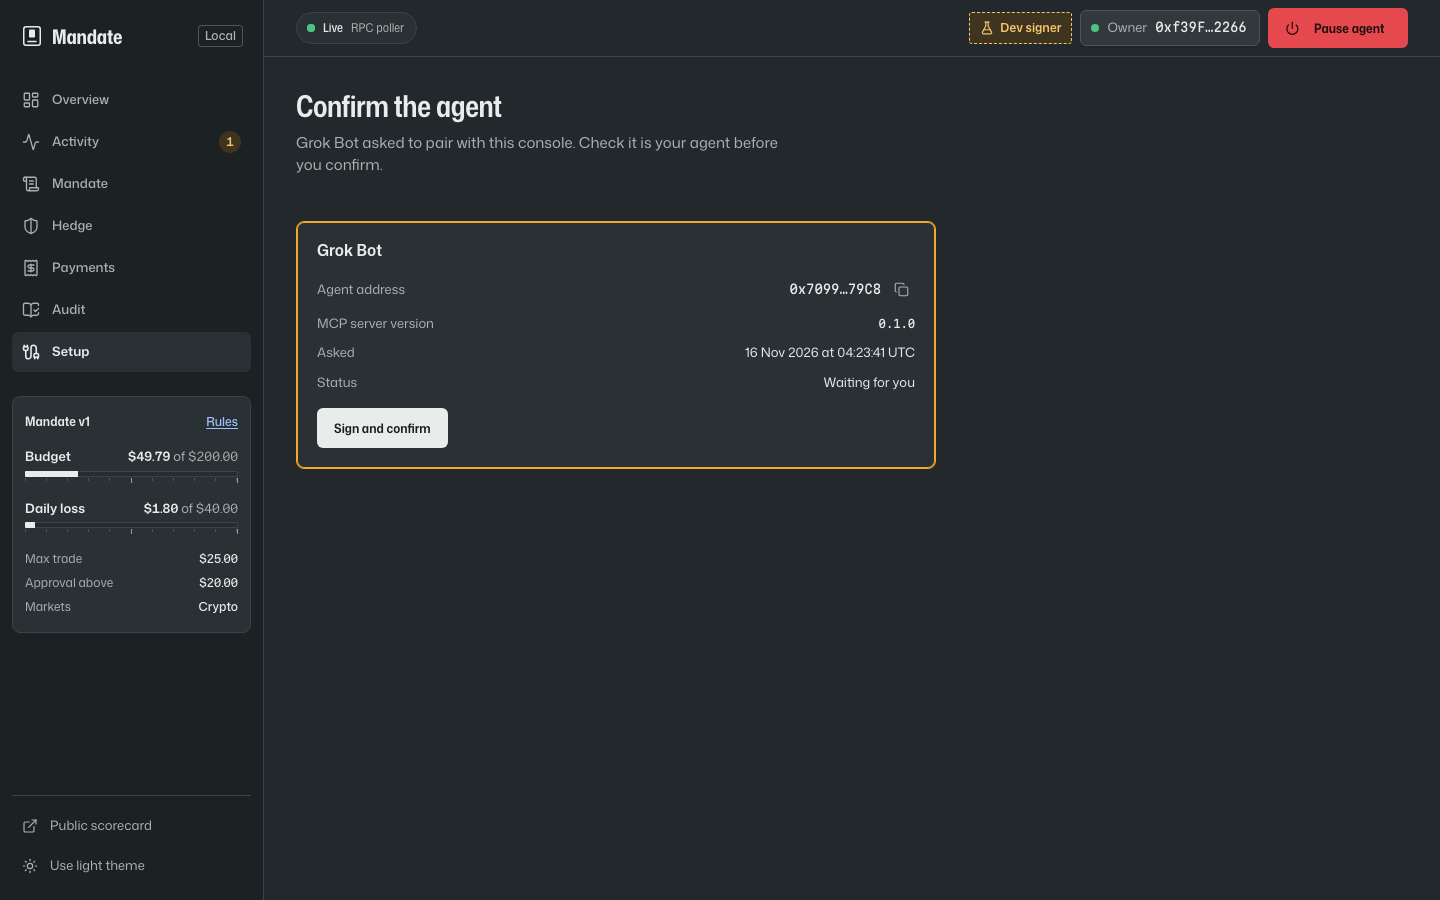 Mandate
Local
Overview
Activity
1
Mandate
Hedge
Payments
Audit
Setup
Mandate v1
Rules
Budget
$49.79 of $200.00
Daily loss
$1.80 of $40.00
Max trade
$25.00
Approval above
$20.00
Markets
Crypto
Public scorecard
Use light theme
Live RPC poller
Dev signer
Owner 0xf39F…2266
Pause agent
Confirm the agent
Grok Bot asked to pair with this console. Check it is your agent before
you confirm.
Grok Bot
Agent address
0x7099…79C8
MCP server version
0.1.0
Asked
16 Nov 2026 at 04:23:41 UTC
Status
Waiting for you
Sign and confirm